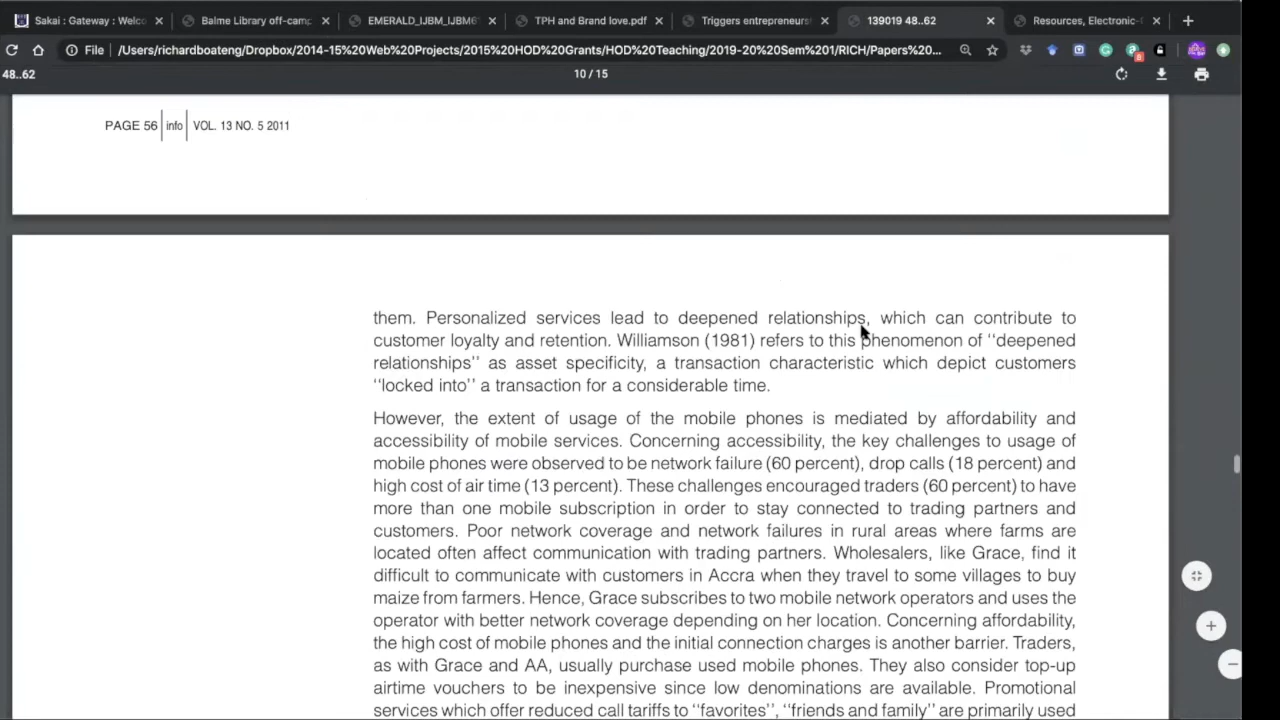 Sakai : Gateway : Welco
Balme Library off-camp
EMERALD_IJBM_IJBM6
TPH and Brand love.pdf
Triggers entrepreneurs
139019 48..62
Resources, Electronic-
File
/Users/richardboateng/Dropbox/2014-15%20Web%20Projects/2015%20HOD%20Grants/HOD%20Teaching/2019-20%20Sem%201/RICH/Papers%20...
48..62
10 / 15
PAGE 56 info VOL. 13 NO. 5 2011
them. Personalized services lead to deepened relationships, which can contribute to
customer loyalty and retention. Williamson (1981) refers to this phenomenon of ''deepened
relationships'' as asset specificity, a transaction characteristic which depict customers
''locked into'' a transaction for a considerable time.
However, the extent of usage of the mobile phones is mediated by affordability and
accessibility of mobile services. Concerning accessibility, the key challenges to usage of
mobile phones were observed to be network failure (60 percent), drop calls (18 percent) and
high cost of air time (13 percent). These challenges encouraged traders (60 percent) to have
more than one mobile subscription in order to stay connected to trading partners and
customers. Poor network coverage and network failures in rural areas where farms are
located often affect communication with trading partners. Wholesalers, like Grace, find it
difficult to communicate with customers in Accra when they travel to some villages to buy
maize from farmers. Hence, Grace subscribes to two mobile network operators and uses the
operator with better network coverage depending on her location. Concerning affordability,
the high cost of mobile phones and the initial connection charges is another barrier. Traders,
as with Grace and AA, usually purchase used mobile phones. They also consider top-up
airtime vouchers to be inexpensive since low denominations are available. Promotional
services which offer reduced call tariffs to ''favorites'', ''friends and family'' are primarily used